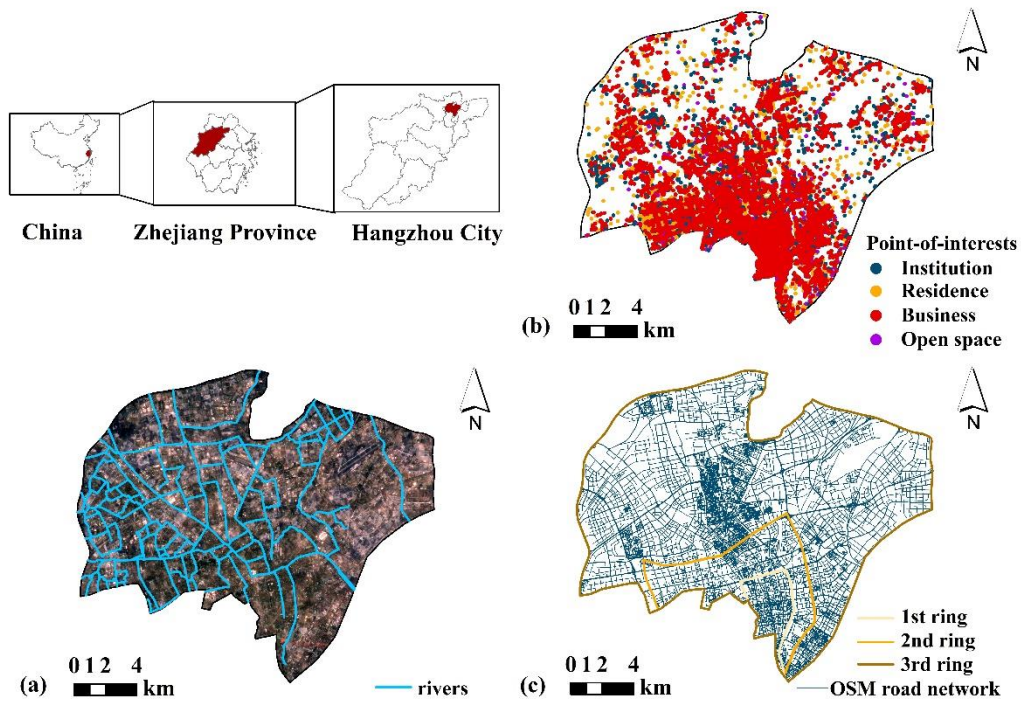 China
Zhejiang Province
Hangzhou City
N
Point-of-interests
Institution
Residence
Business
Open space
0 1 2 4
km
(b)
N
0 1 2 4
km
(a)
rivers
N
1st ring
2nd ring
3rd ring
OSM road network
0 1 2 4
km
(c)